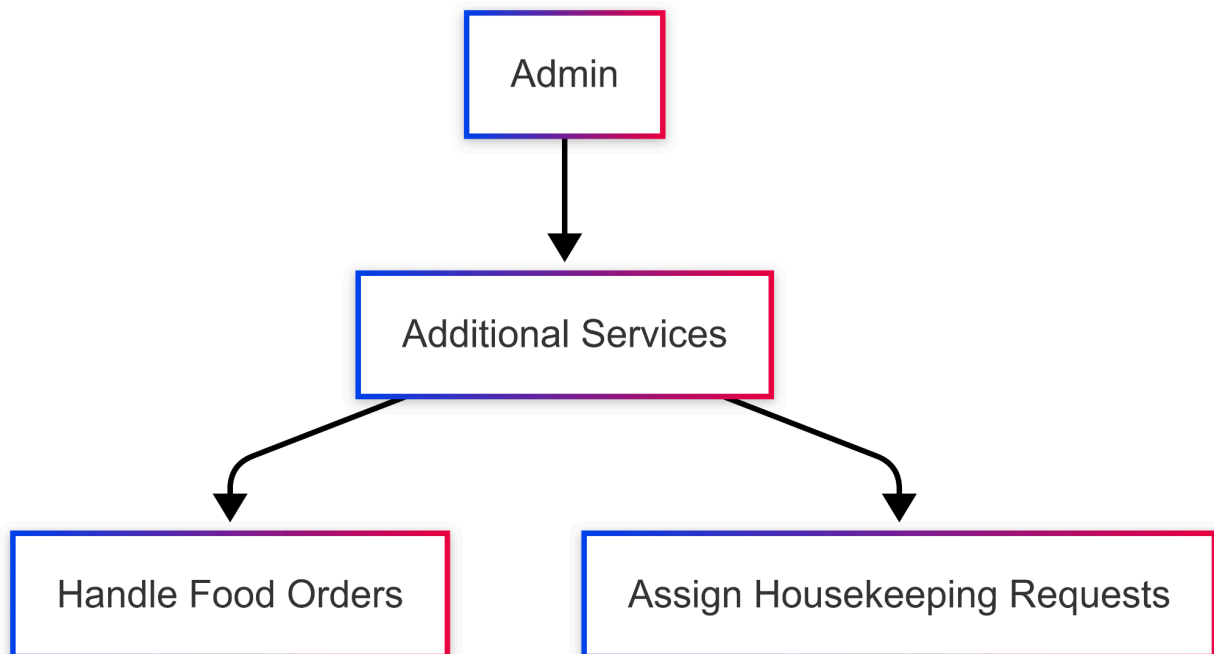 Admin
Additional Services
Handle Food Orders
Assign Housekeeping Requests